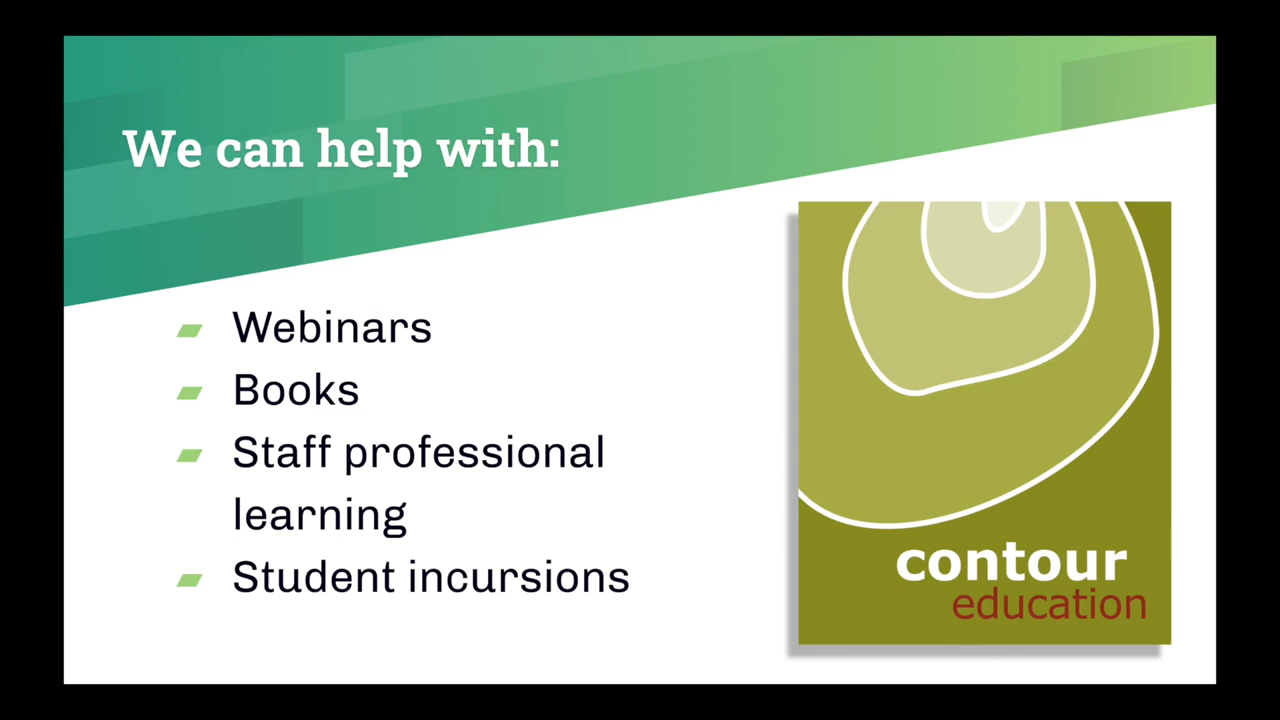 We can help with:
Webinars
Books
Staff professional
learning
Student incursions
contour
education